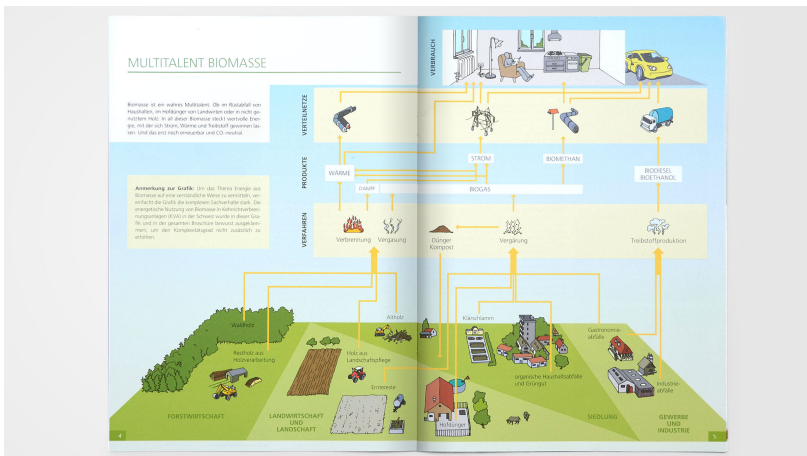 MULTITALENT BIOMASSE
Biomasse ist ein wahres Multitalent. Ob im Rüstabfall von
Haushalten, im Hofdünger von Landwirten oder in nicht ge-
nutztem Holz: In all dieser Biomasse steckt wertvolle Ener-
gie, mit der sich Strom, Wärme und Treibstoff gewinnen las-
sen. Und das erst noch erneuerbar und CO₂-neutral.
Anmerkung zur Grafik: Um das Thema Energie aus
Biomasse auf eine verständliche Weise zu vermitteln, ver-
einfacht die Grafik die komplexen Sachverhalte stark. Die
energetische Nutzung von Biomasse in Kehrichtverbren-
nungsanlagen (KVA) in der Schweiz wurde in dieser Gra-
fik und in der gesamten Broschüre bewusst ausgeklam-
mert, um den Komplexitätsgrad nicht zusätzlich zu
erhöhen.
VERBRAUCH
VERTEILNETZE
PRODUKTE
WÄRME
STROM
BIOMETHAN
BIODIESEL
BIOETHANOL
DAMPF
BIOGAS
VERFAHREN
Verbrennung
Vergasung
Dünger
Kompost
Vergärung
Treibstoffproduktion
Waldholz
Altholz
Klärschlamm
Gastronomie-
abfälle
Restholz aus
Holzverarbeitung
Holz aus
Landschaftspflege
Erntereste
organische Haushaltsabfälle
und Grüngut
Industrie-
abfälle
Hofdünger
FORSTWIRTSCHAFT
LANDWIRTSCHAFT
UND
LANDSCHAFT
SIEDLUNG
GEWERBE
UND
INDUSTRIE
4
5